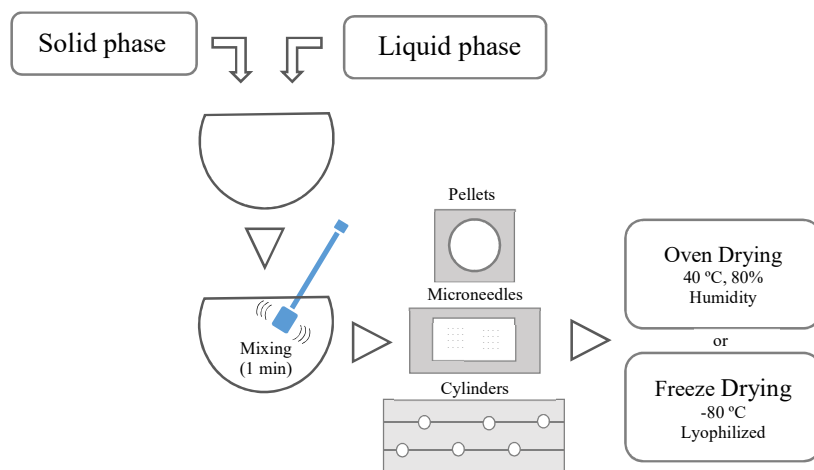 Solid phase
Liquid phase
Mixing
(1 min)
Pellets
Microneedles
Cylinders
Oven Drying
40 ºC, 80%
Humidity
or
Freeze Drying
-80 ºC
Lyophilized